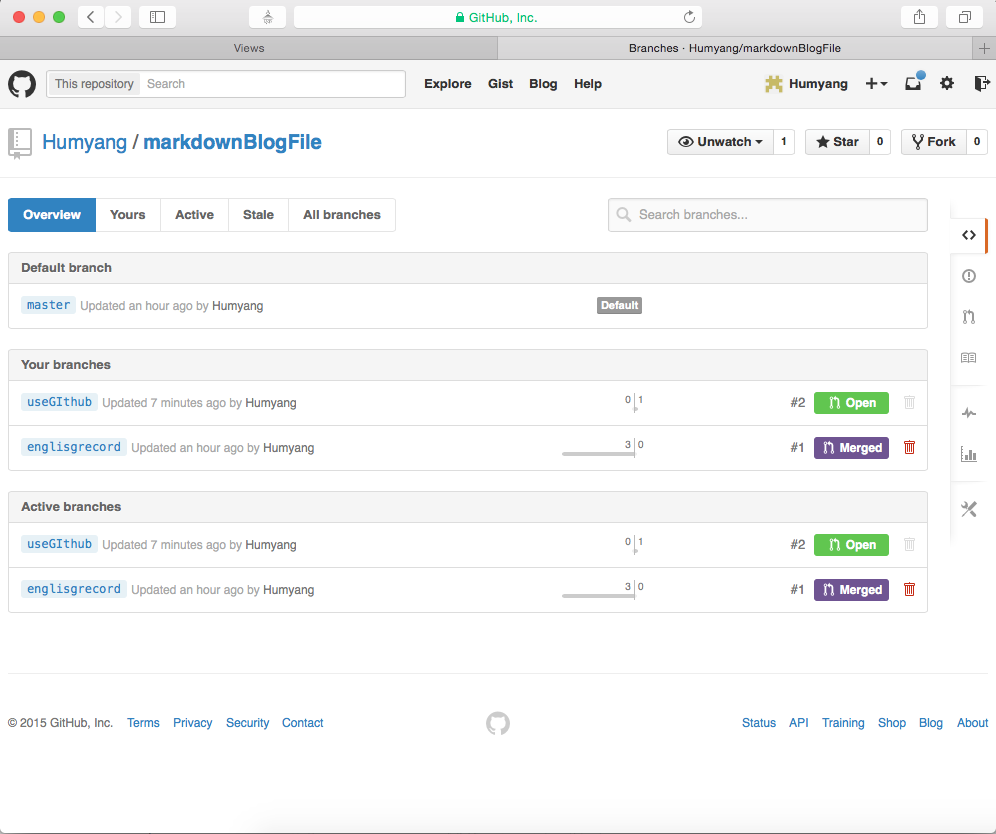 GitHub, Inc.
Views
Branches · Humyang/markdownBlogFile
This repository Search Explore Gist Blog Help Humyang
Humyang / markdownBlogFile Unwatch 1 Star 0 Fork 0
Overview Yours Active Stale All branches Search branches...
Default branch
master Updated an hour ago by Humyang Default
Your branches
useGIthub Updated 7 minutes ago by Humyang 0 1 #2 Open
englisgrecord Updated an hour ago by Humyang 3 0 #1 Merged
Active branches
useGIthub Updated 7 minutes ago by Humyang 0 1 #2 Open
englisgrecord Updated an hour ago by Humyang 3 0 #1 Merged
© 2015 GitHub, Inc. Terms Privacy Security Contact Status API Training Shop Blog About